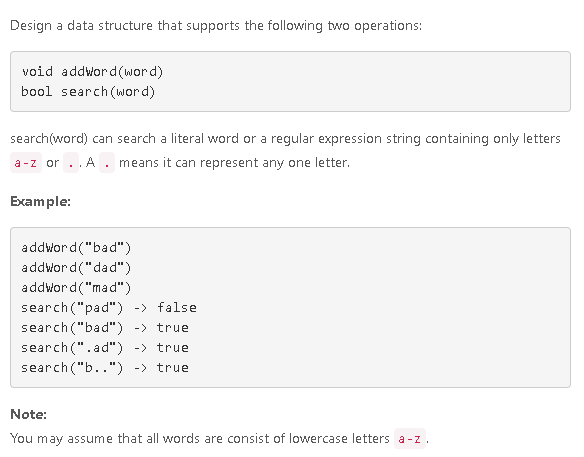 Design a data structure that supports the following two operations:
void addWord(word)
bool search(word)
search(word) can search a literal word or a regular expression string containing only letters
a-z or . . A . means it can represent any one letter.
Example:
addWord("bad")
addWord("dad")
addWord("mad")
search("pad") -> false
search("bad") -> true
search(".ad") -> true
search("b..") -> true
Note:
You may assume that all words are consist of lowercase letters a-z .